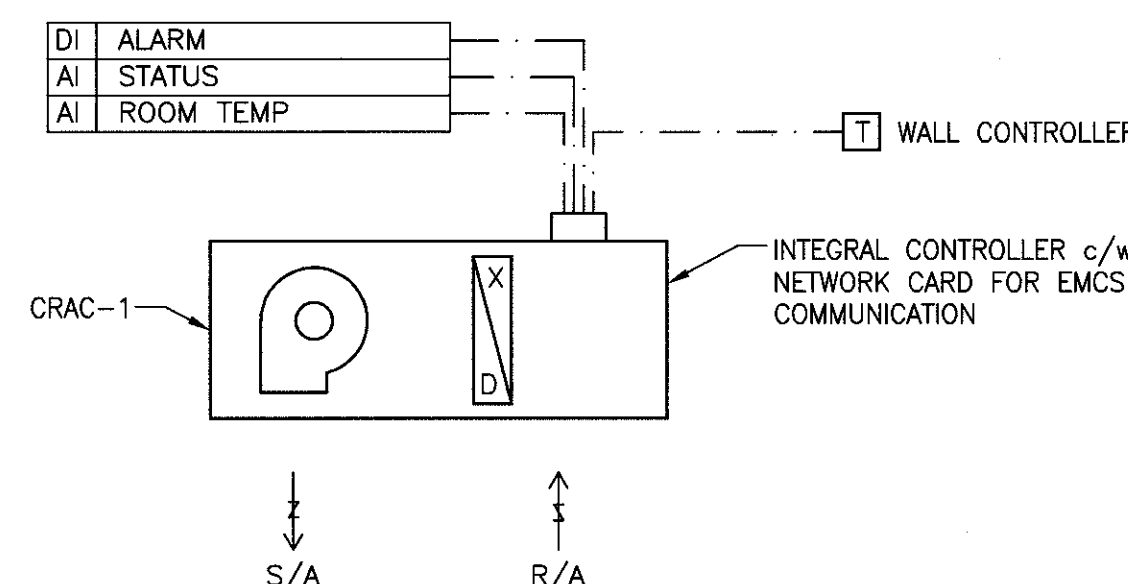 DI ALARM
AI STATUS
AI ROOM TEMP
T WALL CONTROLLER
INTEGRAL CONTROLLER c/w
NETWORK CARD FOR EMCS
COMMUNICATION
CRAC-1
X
D
S/A R/A